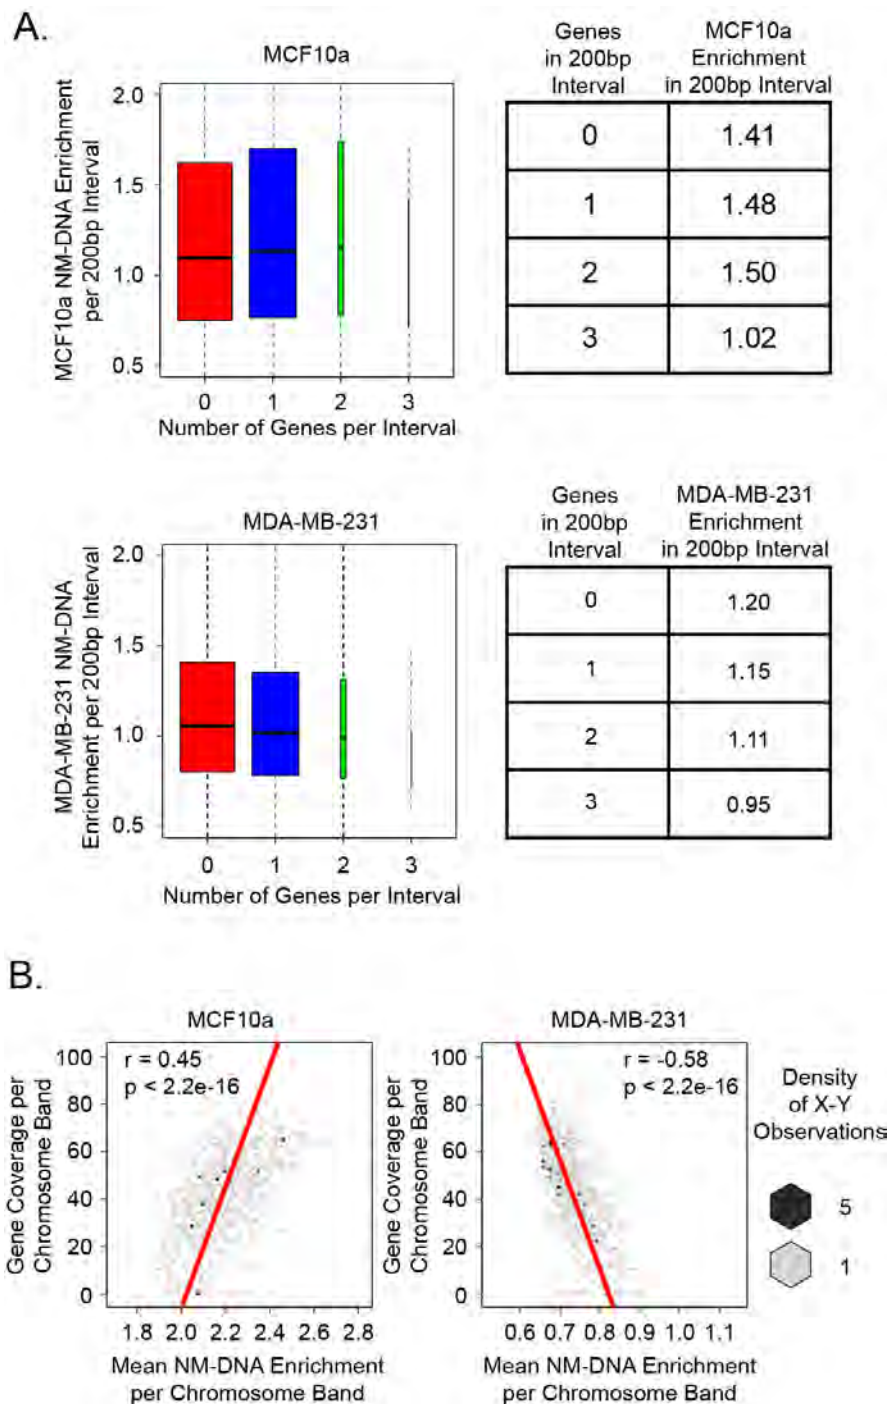 A.
MCF10a
MCF10a NM-DNA Enrichment
per 200bp Interval
2.0
1.5
1.0
0.5
0 1 2 3
Number of Genes per Interval
Genes
in 200bp
Interval
MCF10a
Enrichment
in 200bp Interval
0 1.41
1 1.48
2 1.50
3 1.02
MDA-MB-231
MDA-MB-231 NM-DNA
Enrichment per 200bp Interval
2.0
1.5
1.0
0.5
0 1 2 3
Number of Genes per Interval
Genes
in 200bp
Interval
MDA-MB-231
Enrichment
in 200bp Interval
0 1.20
1 1.15
2 1.11
3 0.95
B.
MCF10a
Gene Coverage per
Chromosome Band
100
80
60
40
20
0
r = 0.45
p < 2.2e-16
1.8 2.0 2.2 2.4 2.6 2.8
Mean NM-DNA Enrichment
per Chromosome Band
MDA-MB-231
Gene Coverage per
Chromosome Band
100
80
60
40
20
0
r = -0.58
p < 2.2e-16
0.6 0.7 0.8 0.9 1.0 1.1
Mean NM-DNA Enrichment
per Chromosome Band
Density
of X-Y
Observations
5
1